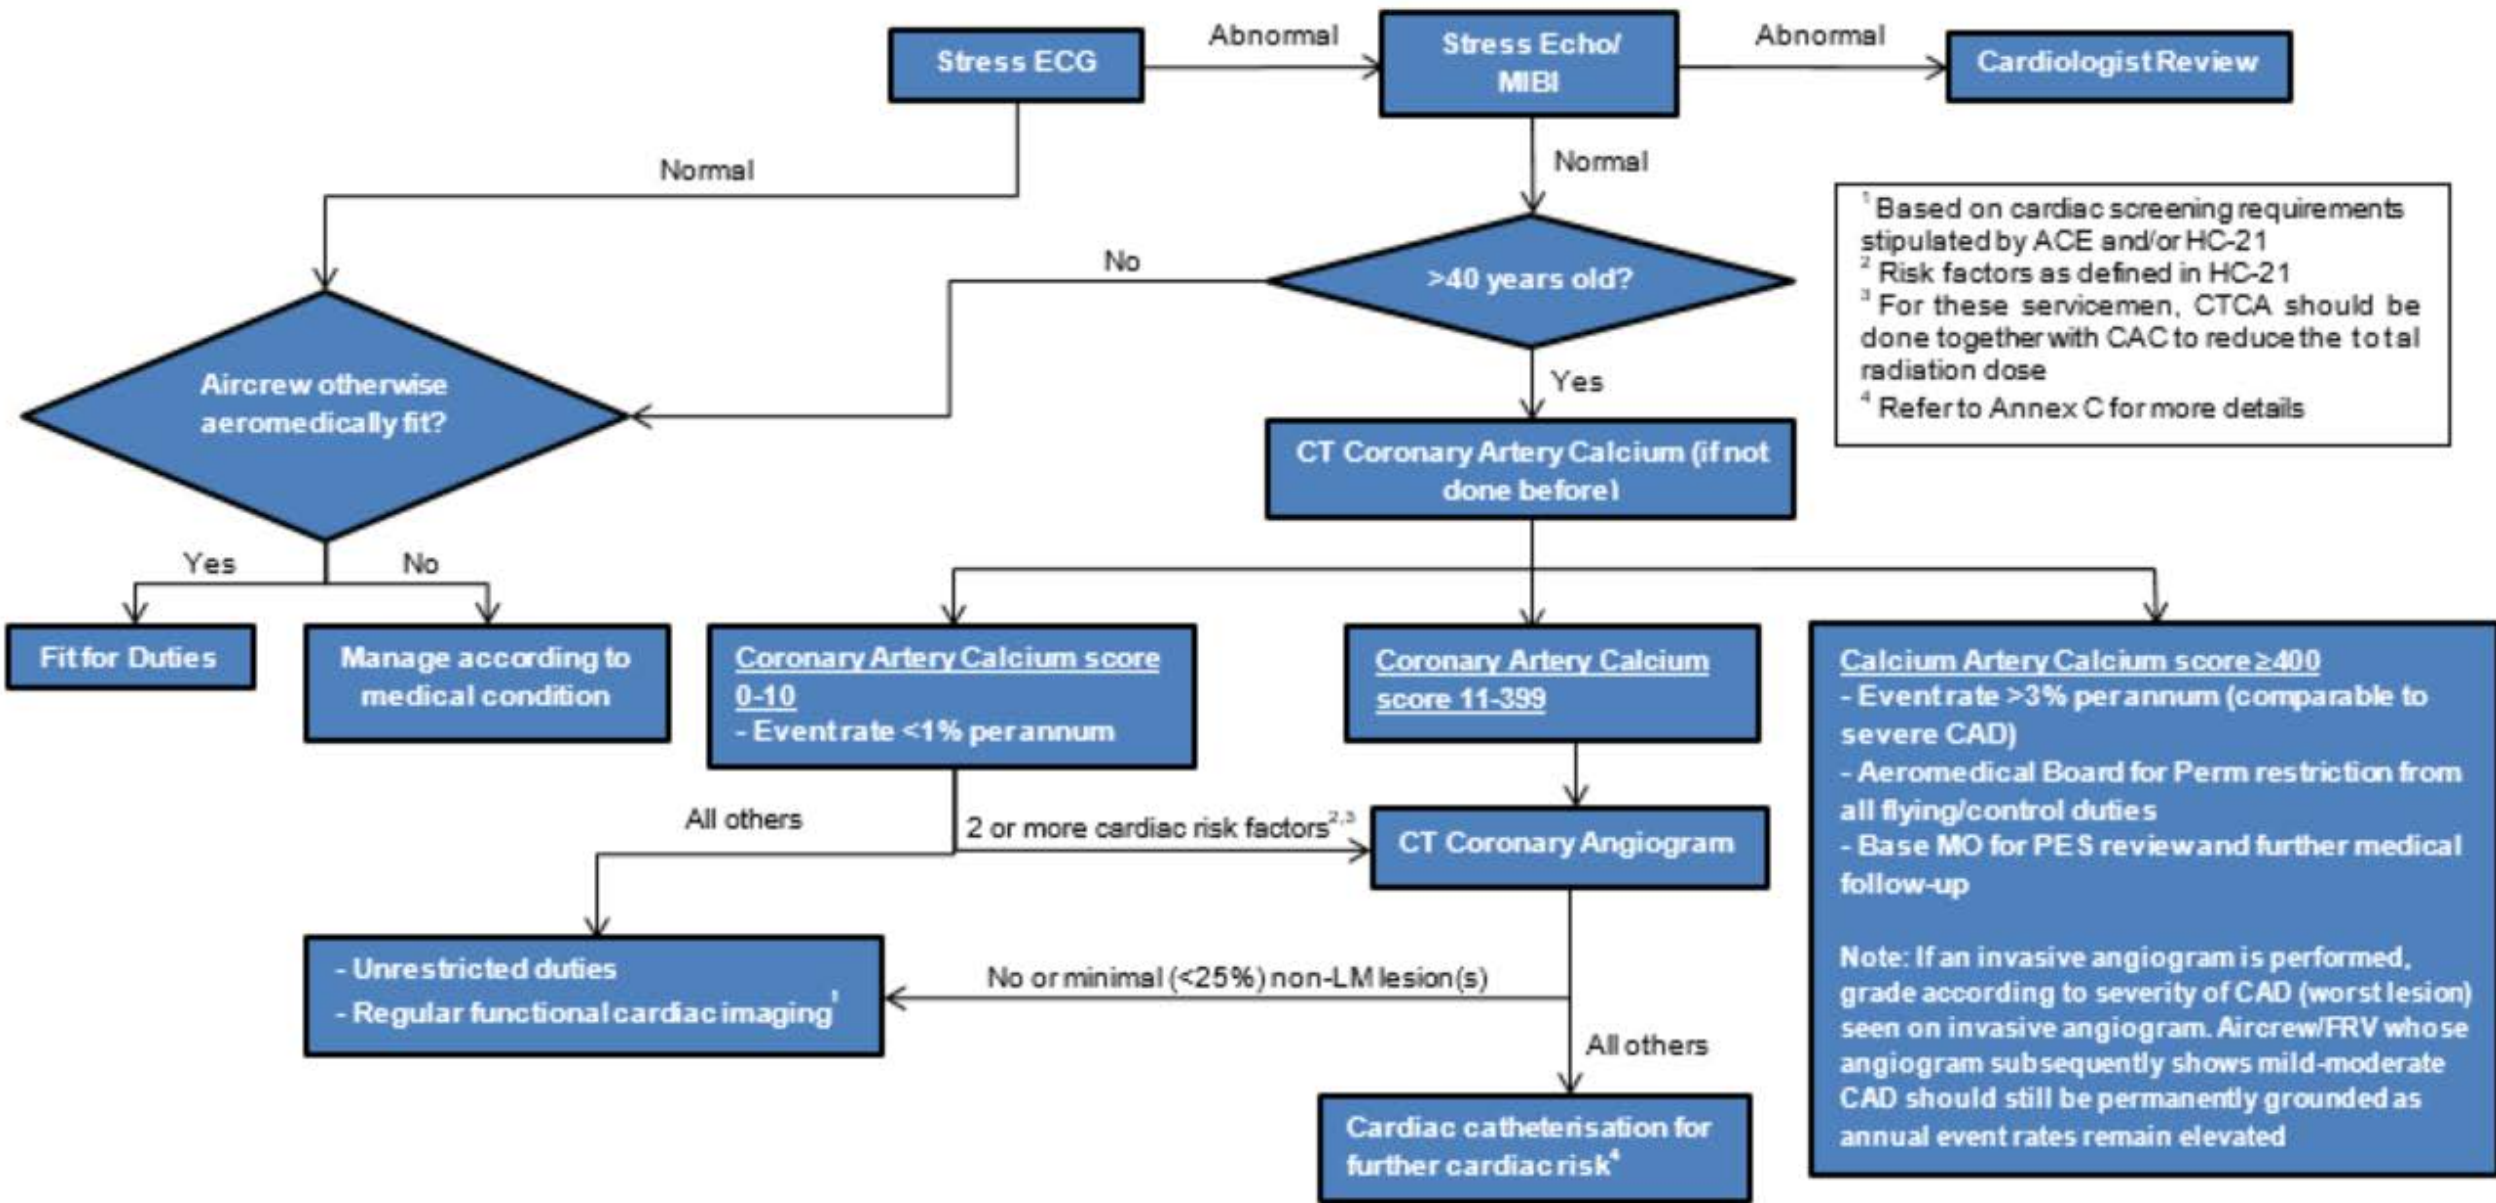 Stress ECG
Abnormal
Stress Echo/
MIBI
Abnormal
Cardiologist Review
Normal
Normal
¹ Based on cardiac screening requirements
stipulated by ACE and/or HC-21
² Risk factors as defined in HC-21
³ For these servicemen, CTCA should be
done together with CAC to reduce the total
radiation dose
⁴ Refer to Annex C for more details
No
>40 years old?
Aircrew otherwise
aeromedically fit?
Yes
CT Coronary Artery Calcium (if not
done before)
Yes
No
Fit for Duties
Manage according to
medical condition
Coronary Artery Calcium score
0-10
- Event rate <1% per annum
Coronary Artery Calcium
score 11-399
Calcium Artery Calcium score ≥400
- Event rate >3% per annum (comparable to
severe CAD)
- Aeromedical Board for Perm restriction from
all flying/control duties
- Base MO for PES review and further medical
follow-up
Note: If an invasive angiogram is performed,
grade according to severity of CAD (worst lesion)
seen on invasive angiogram. Aircrew/FRV whose
angiogram subsequently shows mild-moderate
CAD should still be permanently grounded as
annual event rates remain elevated
All others
2 or more cardiac risk factors²,³
CT Coronary Angiogram
- Unrestricted duties
- Regular functional cardiac imaging¹
No or minimal (<25%) non-LM lesion(s)
All others
Cardiac catheterisation for
further cardiac risk⁴